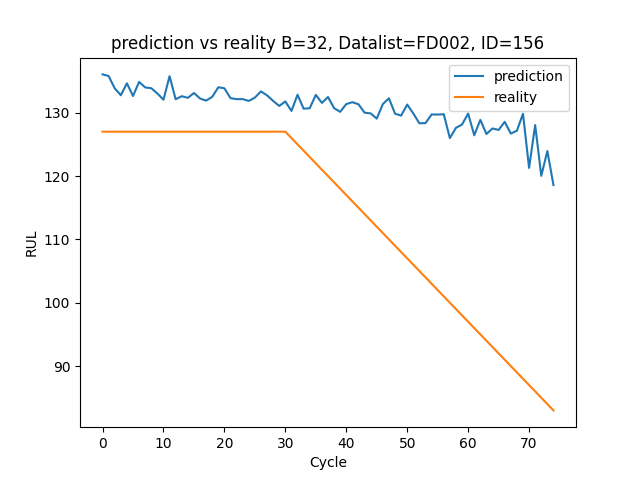 prediction vs reality B=32, Datalist=FD002, ID=156
prediction
reality
130
120
110
100
90
RUL
0 10 20 30 40 50 60 70
Cycle